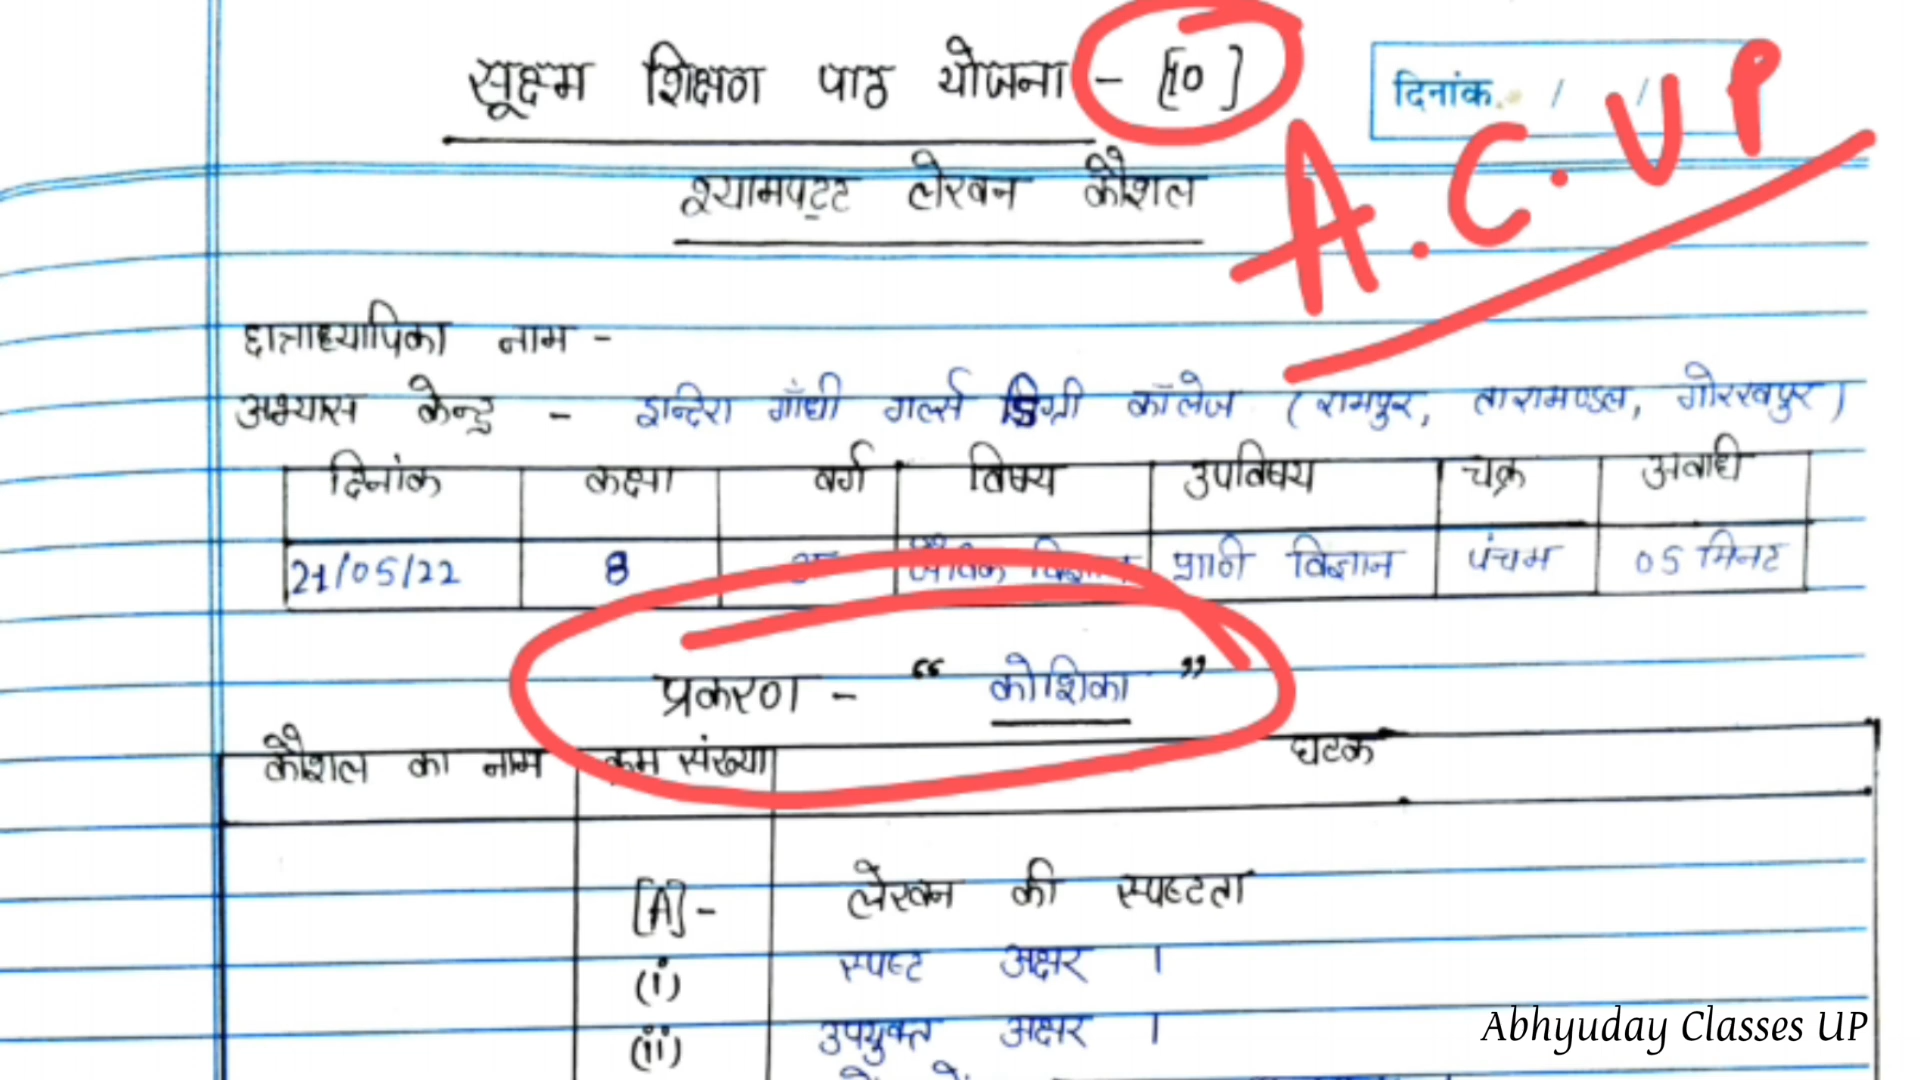 सूक्ष्म शिक्षण पाठ योजना - [10]
दिनांक. / /
A.C.UP
श्यामपट्ट लेखन कौशल
छात्राध्यापिका नाम -
अभ्यास केन्द्र - इन्दिरा गाँधी गर्ल्स डिग्री कॉलेज (रामपुर, तारामण्डल, गोरखपुर)
दिनांक कक्षा वर्ग विषय उपविषय चक्र अवधि
21/05/22 8 जैविक विज्ञान प्राणी विज्ञान पंचम 05 मिनट
प्रकरण - “ कोशिका ”
कौशल का नाम क्रम संख्या घटक
[A]- लेखन की स्पष्टता
(i) स्पष्ट अक्षर ।
(ii) उपयुक्त अक्षर ।
Abhyuday Classes UP